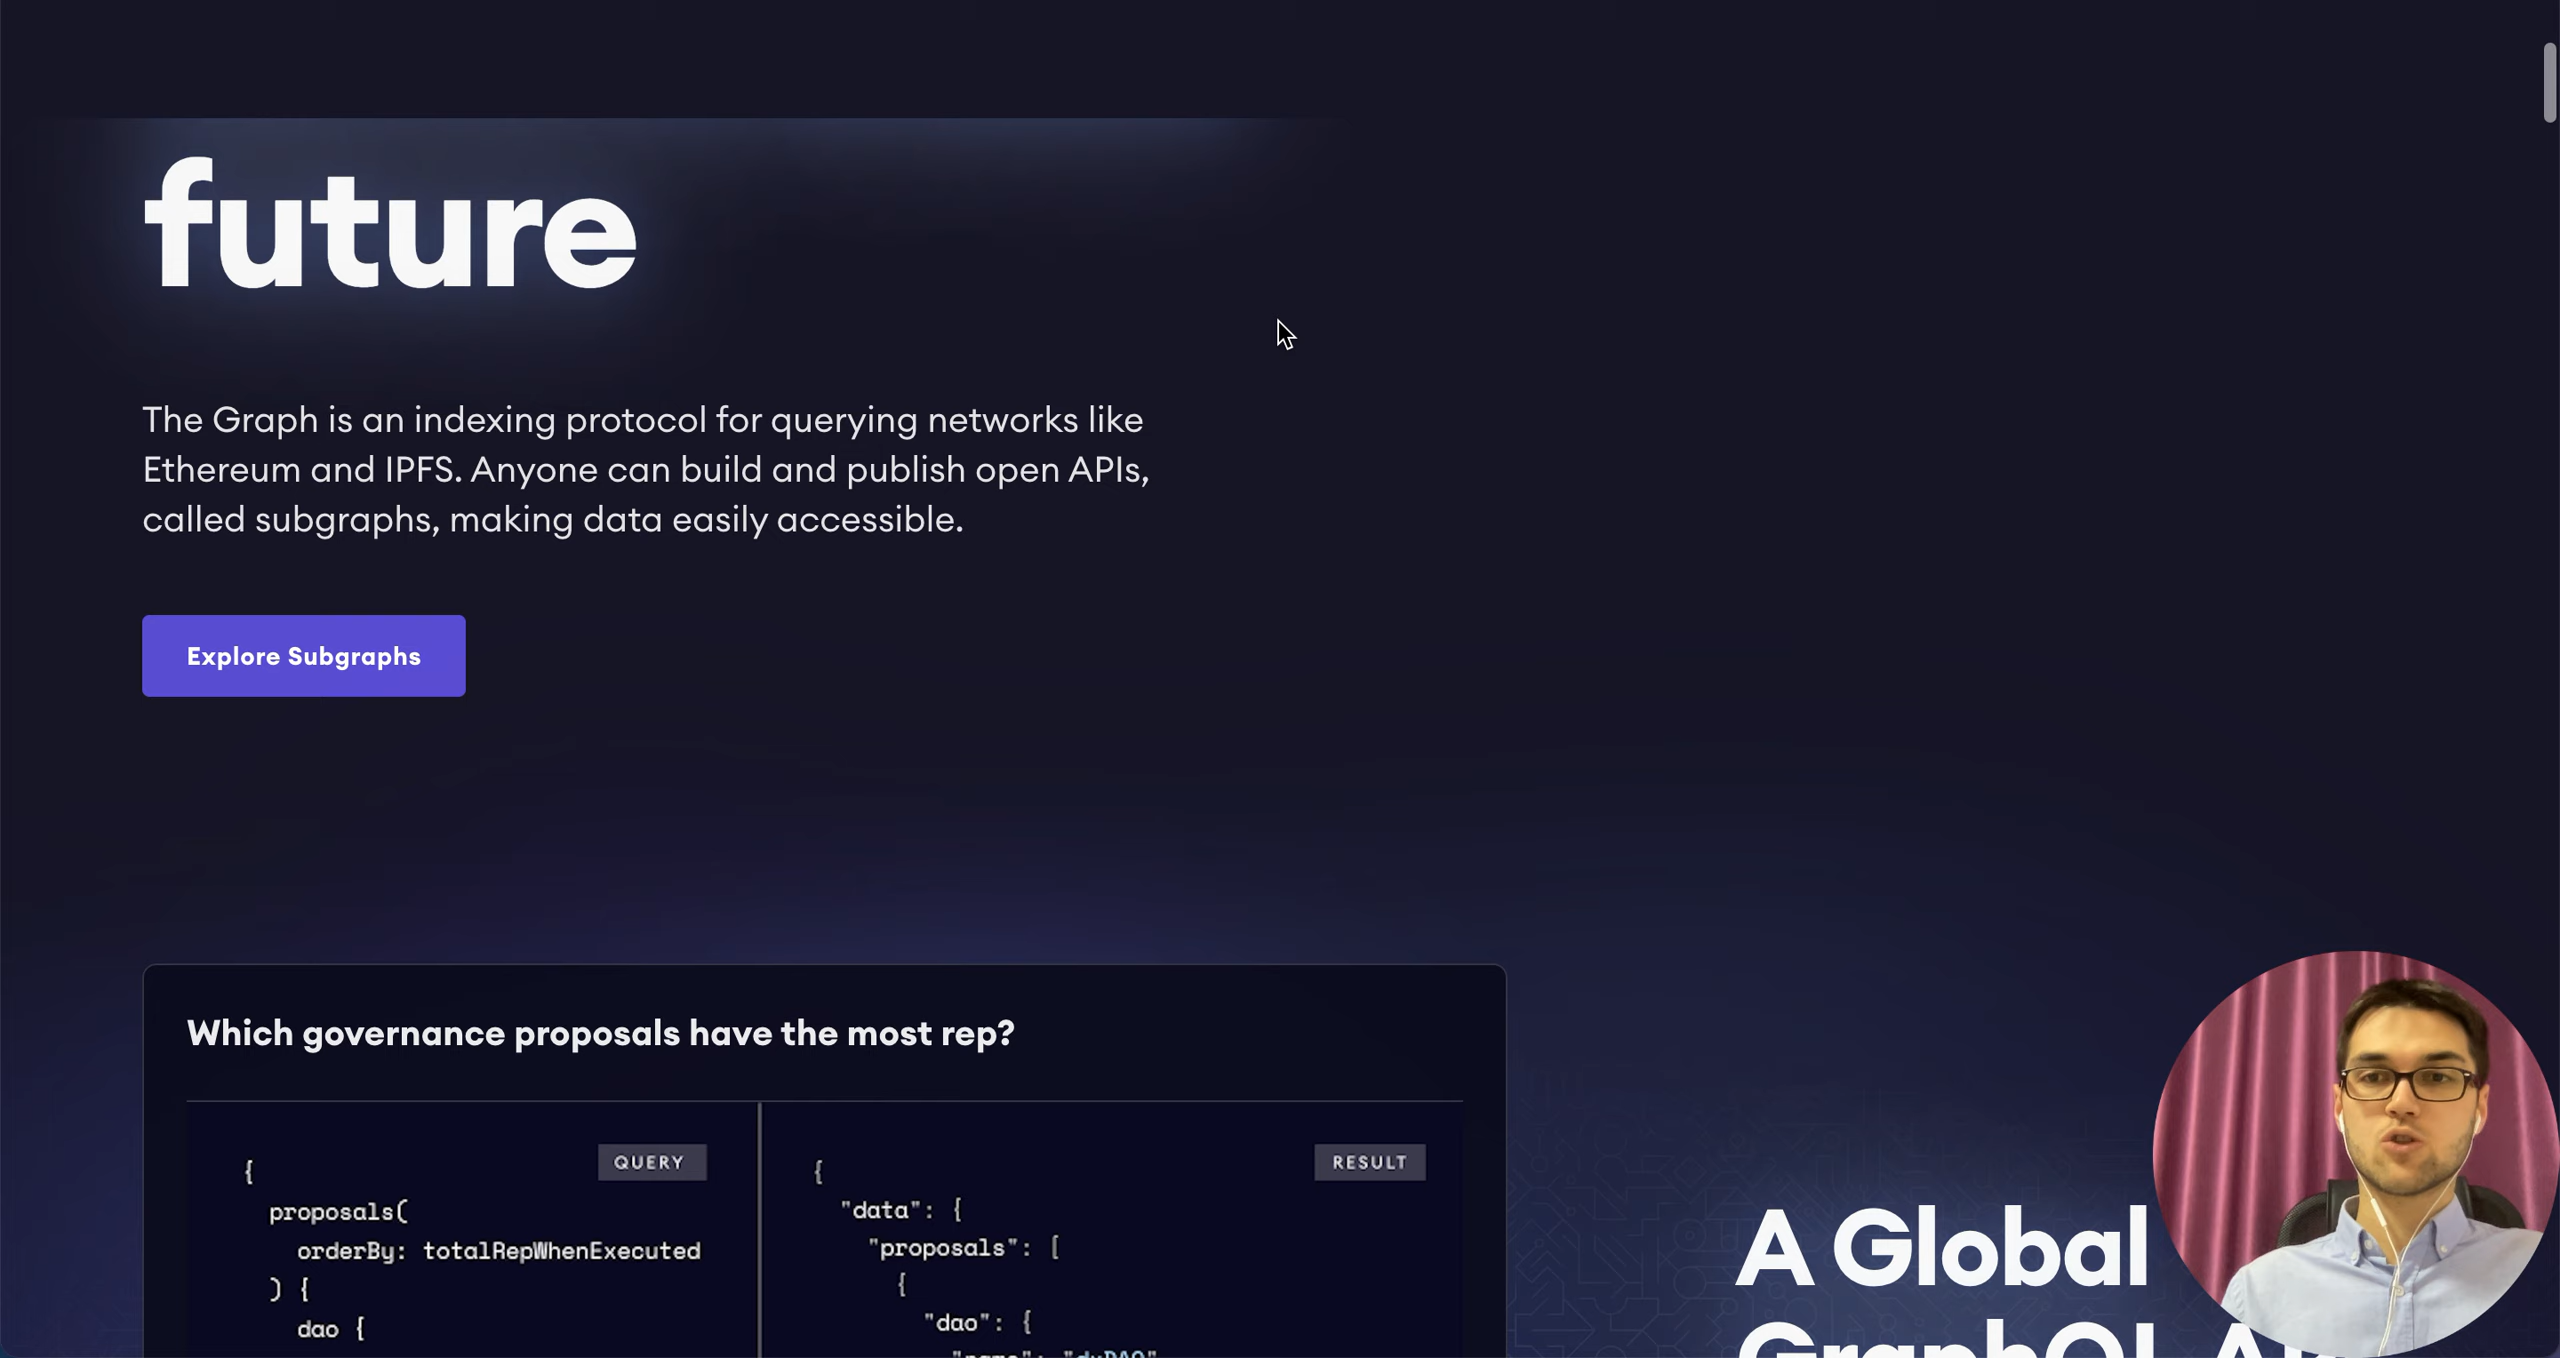 future
The Graph is an indexing protocol for querying networks like
Ethereum and IPFS. Anyone can build and publish open APIs,
called subgraphs, making data easily accessible.
Explore Subgraphs
Which governance proposals have the most rep?
QUERY
{
proposals(
orderBy: totalRepWhenExecuted
) {
dao {
RESULT
{
"data": {
"proposals": [
{
"dao": {
A Global
GraphQL